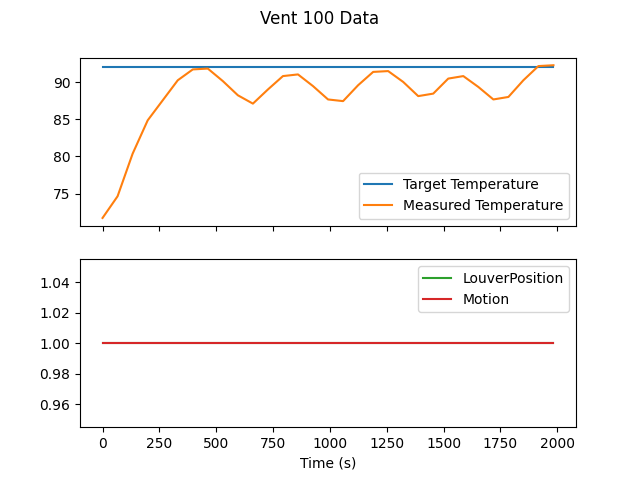 Vent 100 Data
90
85
80
75
Target Temperature
Measured Temperature
1.04
1.02
1.00
0.98
0.96
LouverPosition
Motion
0 250 500 750 1000 1250 1500 1750 2000
Time (s)